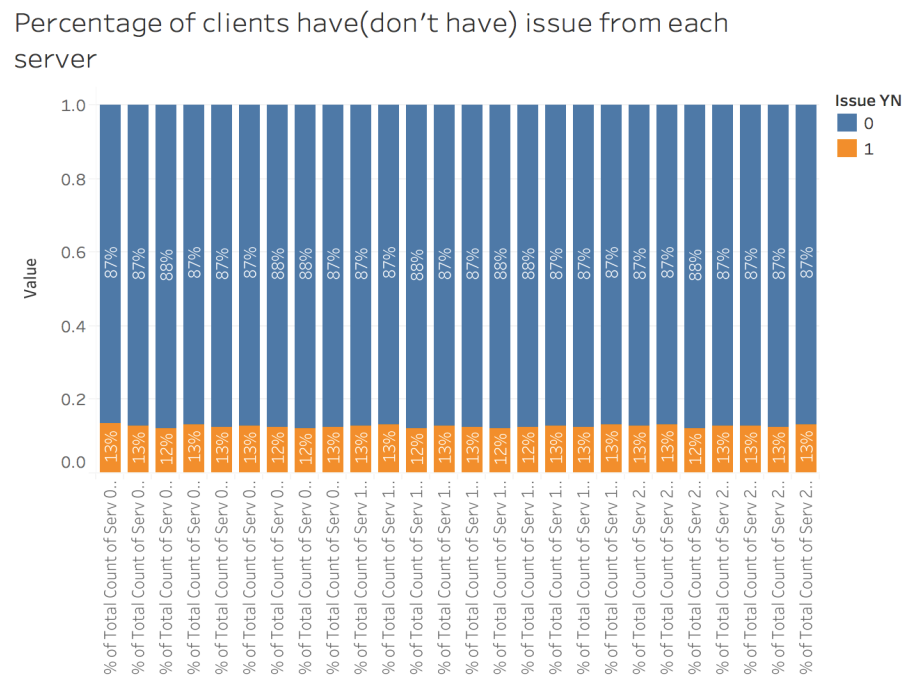 Percentage of clients have(don't have) issue from each
server
Issue YN
0
1
Value
1.0
0.8
0.6
0.4
0.2
0.0
87%
87%
88%
87%
87%
87%
88%
88%
87%
87%
87%
88%
87%
87%
87%
87%
87%
87%
87%
87%
87%
88%
87%
87%
87%
87%
13%
13%
12%
13%
13%
13%
12%
12%
13%
13%
13%
12%
13%
13%
12%
13%
13%
13%
13%
13%
13%
12%
13%
13%
13%
13%
% of Total Count of Serv 0..
% of Total Count of Serv 0..
% of Total Count of Serv 0..
% of Total Count of Serv 0..
% of Total Count of Serv 0..
% of Total Count of Serv 0..
% of Total Count of Serv 0..
% of Total Count of Serv 0..
% of Total Count of Serv 0..
% of Total Count of Serv 1..
% of Total Count of Serv 1..
% of Total Count of Serv 1..
% of Total Count of Serv 1..
% of Total Count of Serv 1..
% of Total Count of Serv 1..
% of Total Count of Serv 1..
% of Total Count of Serv 1..
% of Total Count of Serv 1..
% of Total Count of Serv 1..
% of Total Count of Serv 2..
% of Total Count of Serv 2..
% of Total Count of Serv 2..
% of Total Count of Serv 2..
% of Total Count of Serv 2..
% of Total Count of Serv 2..
% of Total Count of Serv 2..